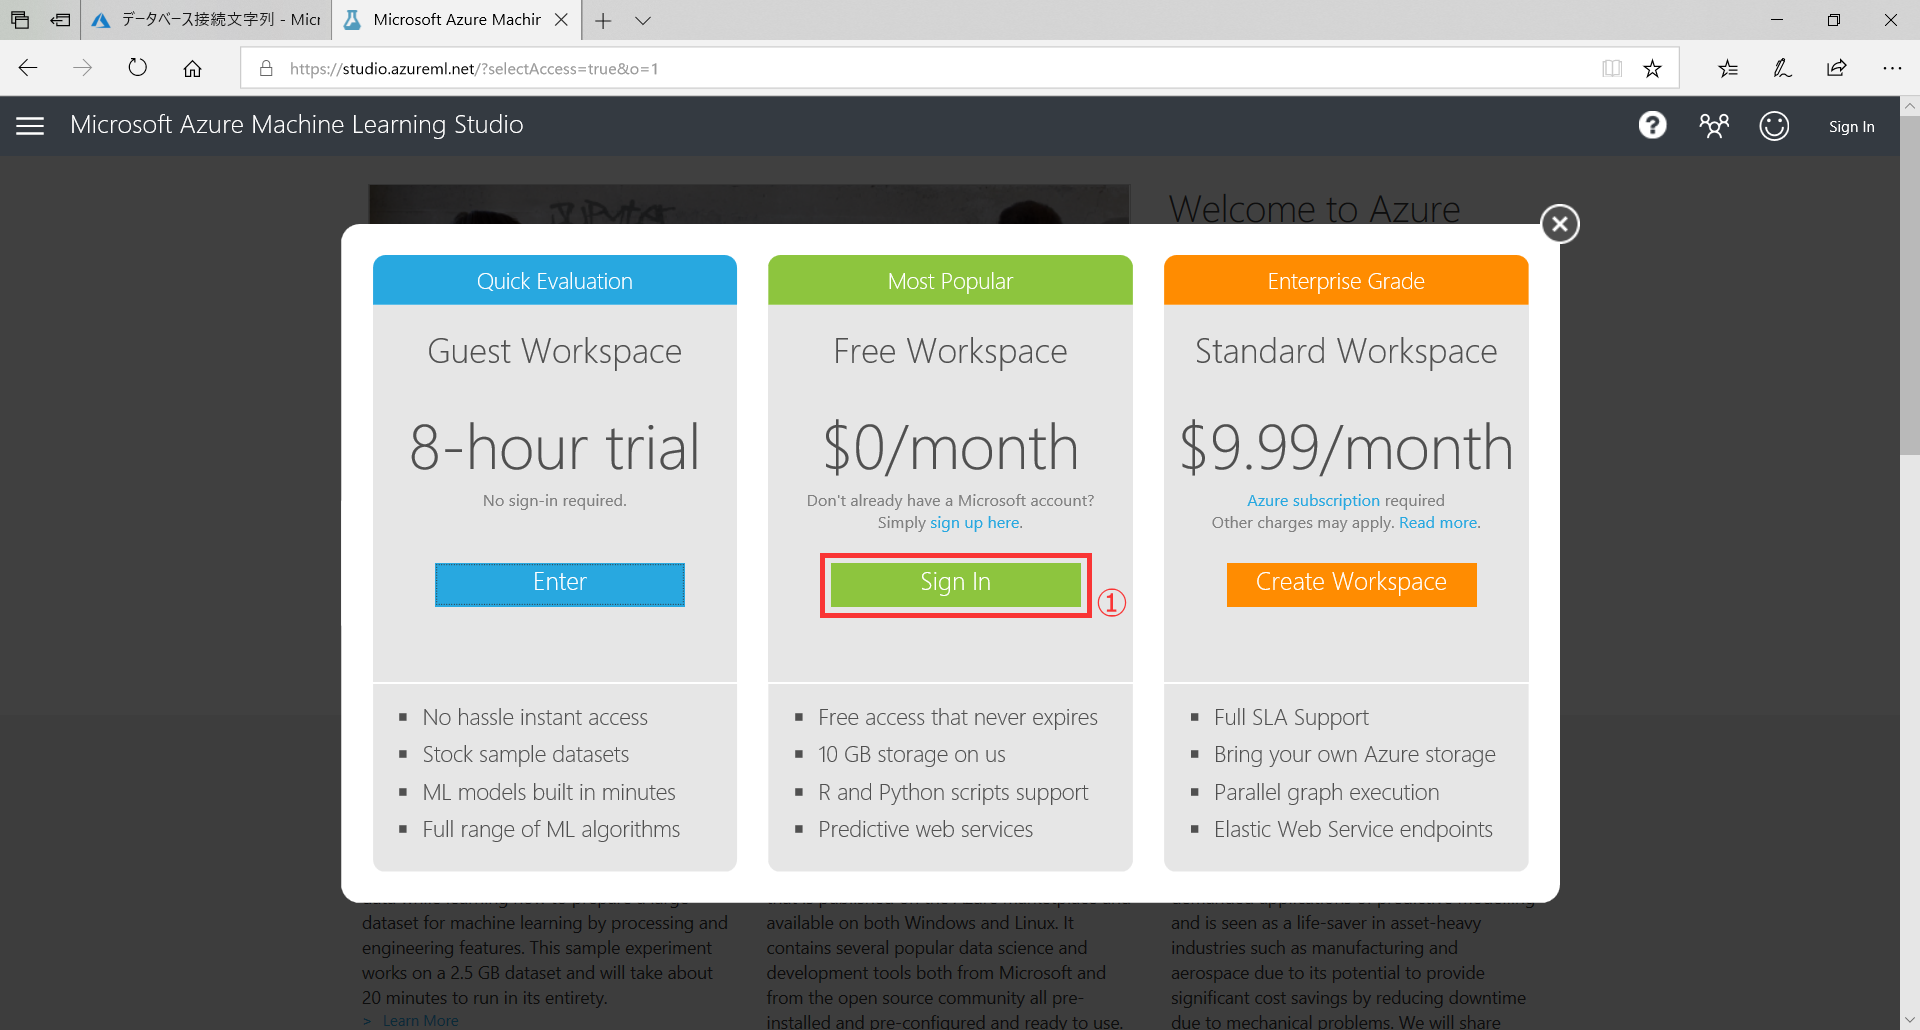 データベース接続文字列 - Micr
Microsoft Azure Machir
https://studio.azureml.net/?selectAccess=true&o=1
Microsoft Azure Machine Learning Studio
Sign In
Welcome to Azure
Quick Evaluation
Guest Workspace
8-hour trial
No sign-in required.
Enter
No hassle instant access
Stock sample datasets
ML models built in minutes
Full range of ML algorithms
Most Popular
Free Workspace
$0/month
Don't already have a Microsoft account?
Simply sign up here.
Sign In
①
Free access that never expires
10 GB storage on us
R and Python scripts support
Predictive web services
Enterprise Grade
Standard Workspace
$9.99/month
Azure subscription required
Other charges may apply. Read more.
Create Workspace
Full SLA Support
Bring your own Azure storage
Parallel graph execution
Elastic Web Service endpoints
dataset for machine learning by processing and
engineering features. This sample experiment
works on a 2.5 GB dataset and will take about
20 minutes to run in its entirety.
> Learn More
available on both Windows and Linux. It
contains several popular data science and
development tools both from Microsoft and
from the open source community all pre-
installed and pre-configured and ready to use.
and is seen as a life-saver in asset-heavy
industries such as manufacturing and
aerospace due to its potential to provide
significant cost savings by reducing downtime
due to mechanical problems. We will share